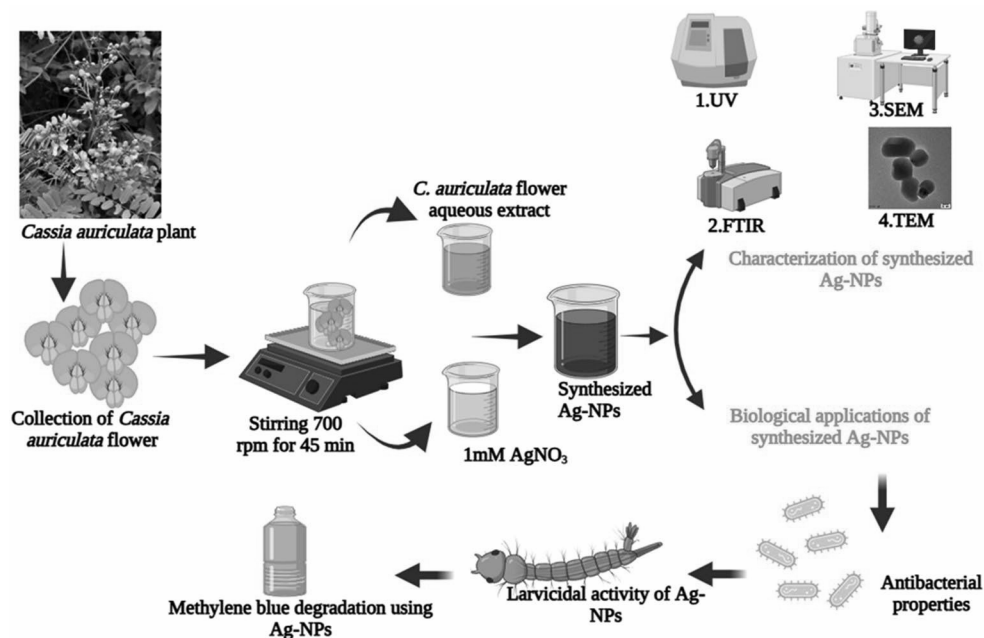 1.UV
3.SEM
2.FTIR
4.TEM
Characterization of synthesized
Ag-NPs
Cassia auriculata plant
C. auriculata flower
aqueous extract
Collection of Cassia
auriculata flower
Stirring 700
rpm for 45 min
1mM AgNO₃
Synthesized
Ag-NPs
Biological applications of
synthesized Ag-NPs
Antibacterial
properties
Larvicidal activity of Ag-
NPs
Methylene blue degradation using
Ag-NPs